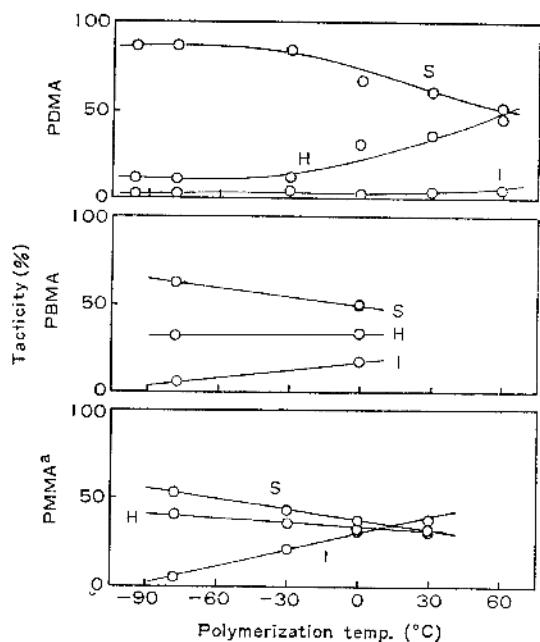 100
S
50
H
I
0
PDMA
100
S
50
H
I
0
PBMA
Tacticity (%)
100
S
50
H
I
0
PMMAa
−90 −60 −30 0 30 60
Polymerization temp. (°C)